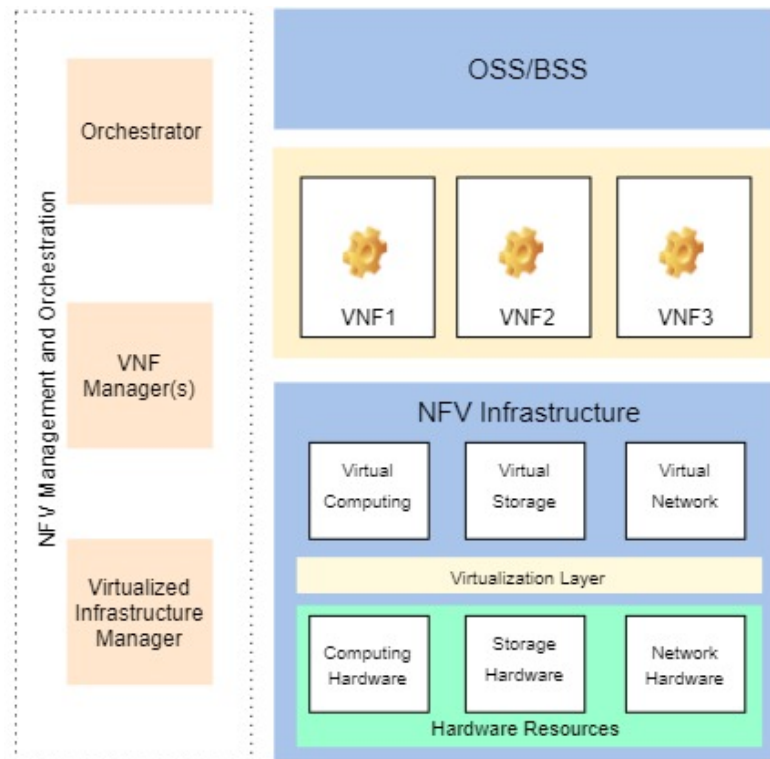 NFV Management and Orchestration
Orchestrator
VNF
Manager(s)
Virtualized
Infrastructure
Manager
OSS/BSS
VNF1
VNF2
VNF3
NFV Infrastructure
Virtual
Computing
Virtual
Storage
Virtual
Network
Virtualization Layer
Computing
Hardware
Storage
Hardware
Network
Hardware
Hardware Resources